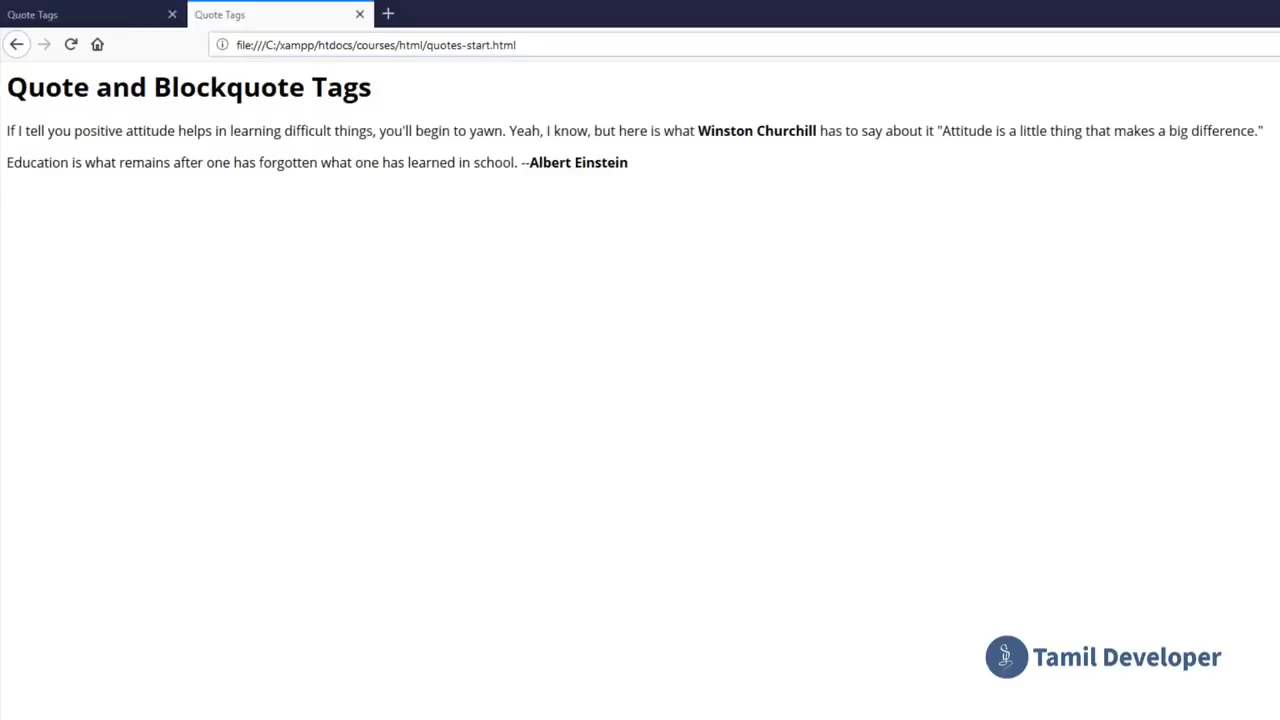 Quote Tags
Quote Tags
file:///C:/xampp/htdocs/courses/html/quotes-start.html
Quote and Blockquote Tags
If I tell you positive attitude helps in learning difficult things, you'll begin to yawn. Yeah, I know, but here is what Winston Churchill has to say about it "Attitude is a little thing that makes a big difference."
Education is what remains after one has forgotten what one has learned in school. --Albert Einstein
Tamil Developer